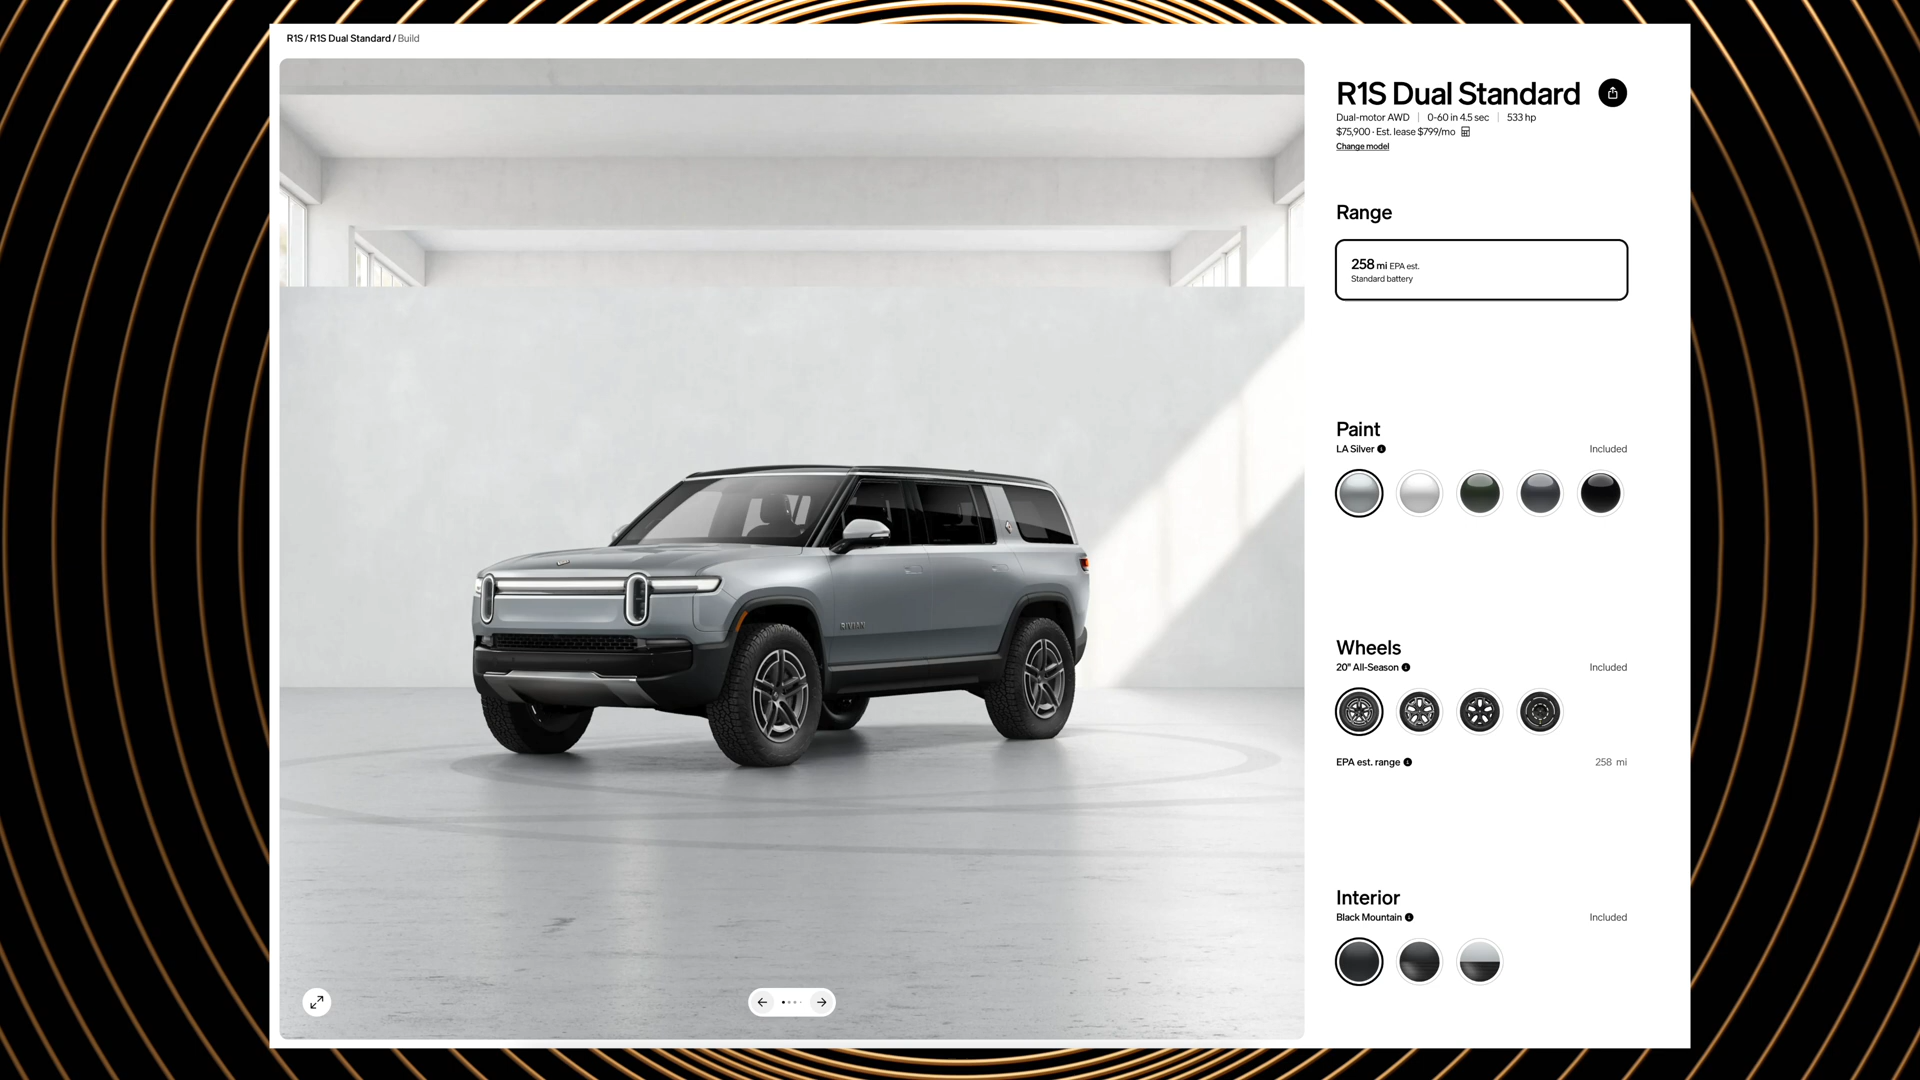 R1S / R1S Dual Standard / Build
R1S Dual Standard
Dual-motor AWD | 0-60 in 4.5 sec | 533 hp
$75,900 · Est. lease $799/mo
Change model
Range
258 mi EPA est.
Standard battery
Paint
LA Silver Included
Wheels
20" All-Season Included
EPA est. range 258 mi
Interior
Black Mountain Included
RIVIAN